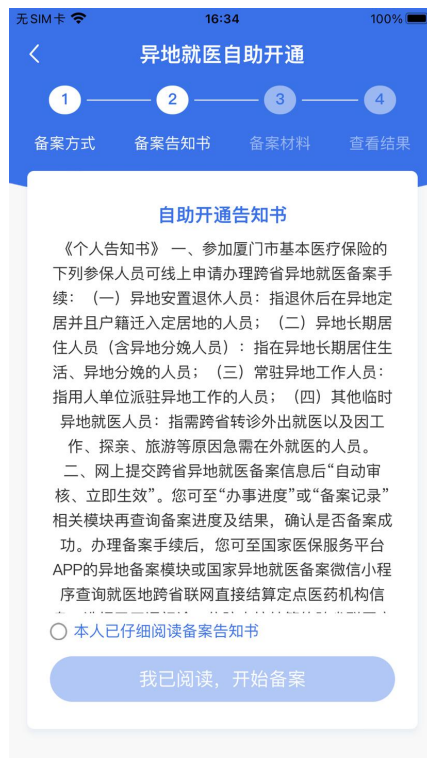 无SIM卡 16:34 100%
异地就医自助开通
1 2 3 4
备案方式 备案告知书 备案材料 查看结果
自助开通告知书
《个人告知书》 一、参加厦门市基本医疗保险的
下列参保人员可线上申请办理跨省异地就医备案手
续：（一）异地安置退休人员：指退休后在异地定
居并且户籍迁入定居地的人员；（二）异地长期居
住人员（含异地分娩人员）：指在异地长期居住生
活、异地分娩的人员；（三）常驻异地工作人员：
指用人单位派驻异地工作的人员；（四）其他临时
异地就医人员：指需跨省转诊外出就医以及因工
作、探亲、旅游等原因急需在外就医的人员。
二、网上提交跨省异地就医备案信息后“自动审
核、立即生效”。您可至“办事进度”或“备案记录”
相关模块再查询备案进度及结果，确认是否备案成
功。办理备案手续后，您可至国家医保服务平台
APP的异地备案模块或国家异地就医备案微信小程
序查询就医地跨省联网直接结算定点医药机构信
本人已仔细阅读备案告知书
我已阅读，开始备案